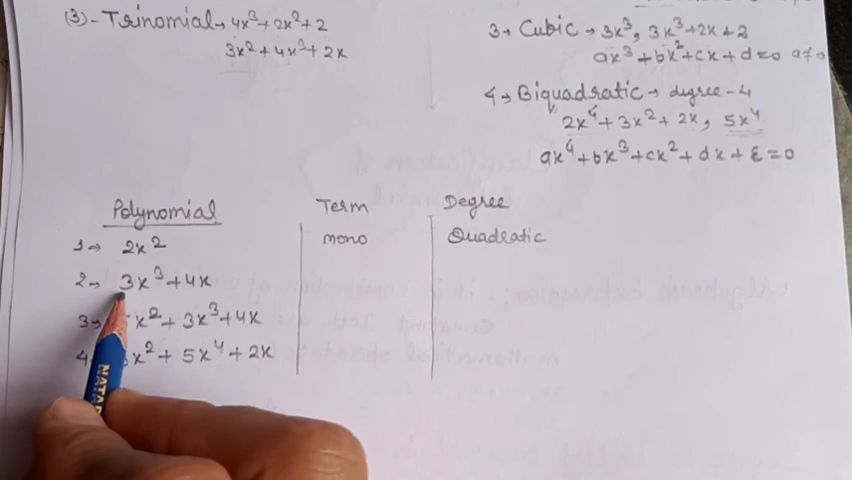 (3)- Trinomial → 4x³+2x²+2
3x²+4x³+2x
3→ Cubic → 3x³, 3x³+2x+2
ax³+bx²+cx+d=0 a≠0
4→ Biquadratic → degree-4
2x⁴+3x²+2x, 5x⁴
ax⁴+bx³+cx²+dx+e=0
Polynomial Term Degree
1→ 2x² mono Quadratic
2→ 3x³+4x
3→ x²+3x³+4x
4 x²+5x⁴+2x
NATA